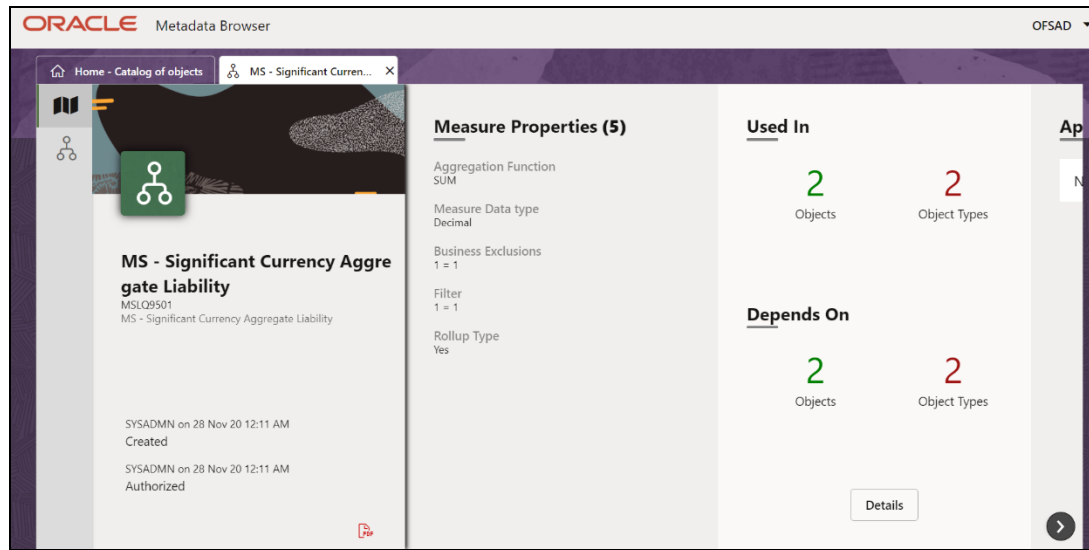 ORACLE Metadata Browser
OFSAD
Home - Catalog of objects
MS - Significant Curren... X
MS - Significant Currency Aggre
gate Liability
MSLQ9501
MS - Significant Currency Aggregate Liability
SYSADMN on 28 Nov 20 12:11 AM
Created
SYSADMN on 28 Nov 20 12:11 AM
Authorized
PDF
Measure Properties (5)
Aggregation Function
SUM
Measure Data type
Decimal
Business Exclusions
1 = 1
Filter
1 = 1
Rollup Type
Yes
Used In
2 2
Objects Object Types
Depends On
2 2
Objects Object Types
Details
Ap
N